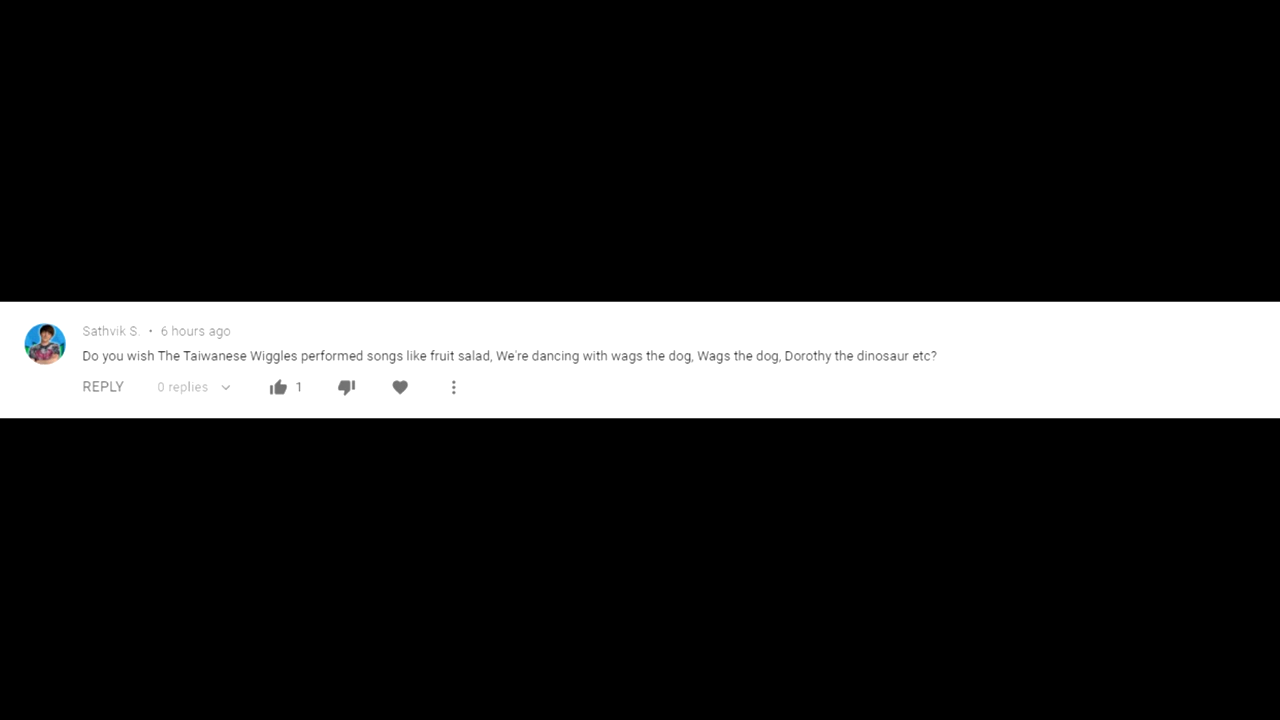 Sathvik S. • 6 hours ago
Do you wish The Taiwanese Wiggles performed songs like fruit salad, We're dancing with wags the dog, Wags the dog, Dorothy the dinosaur etc?
REPLY 0 replies 1